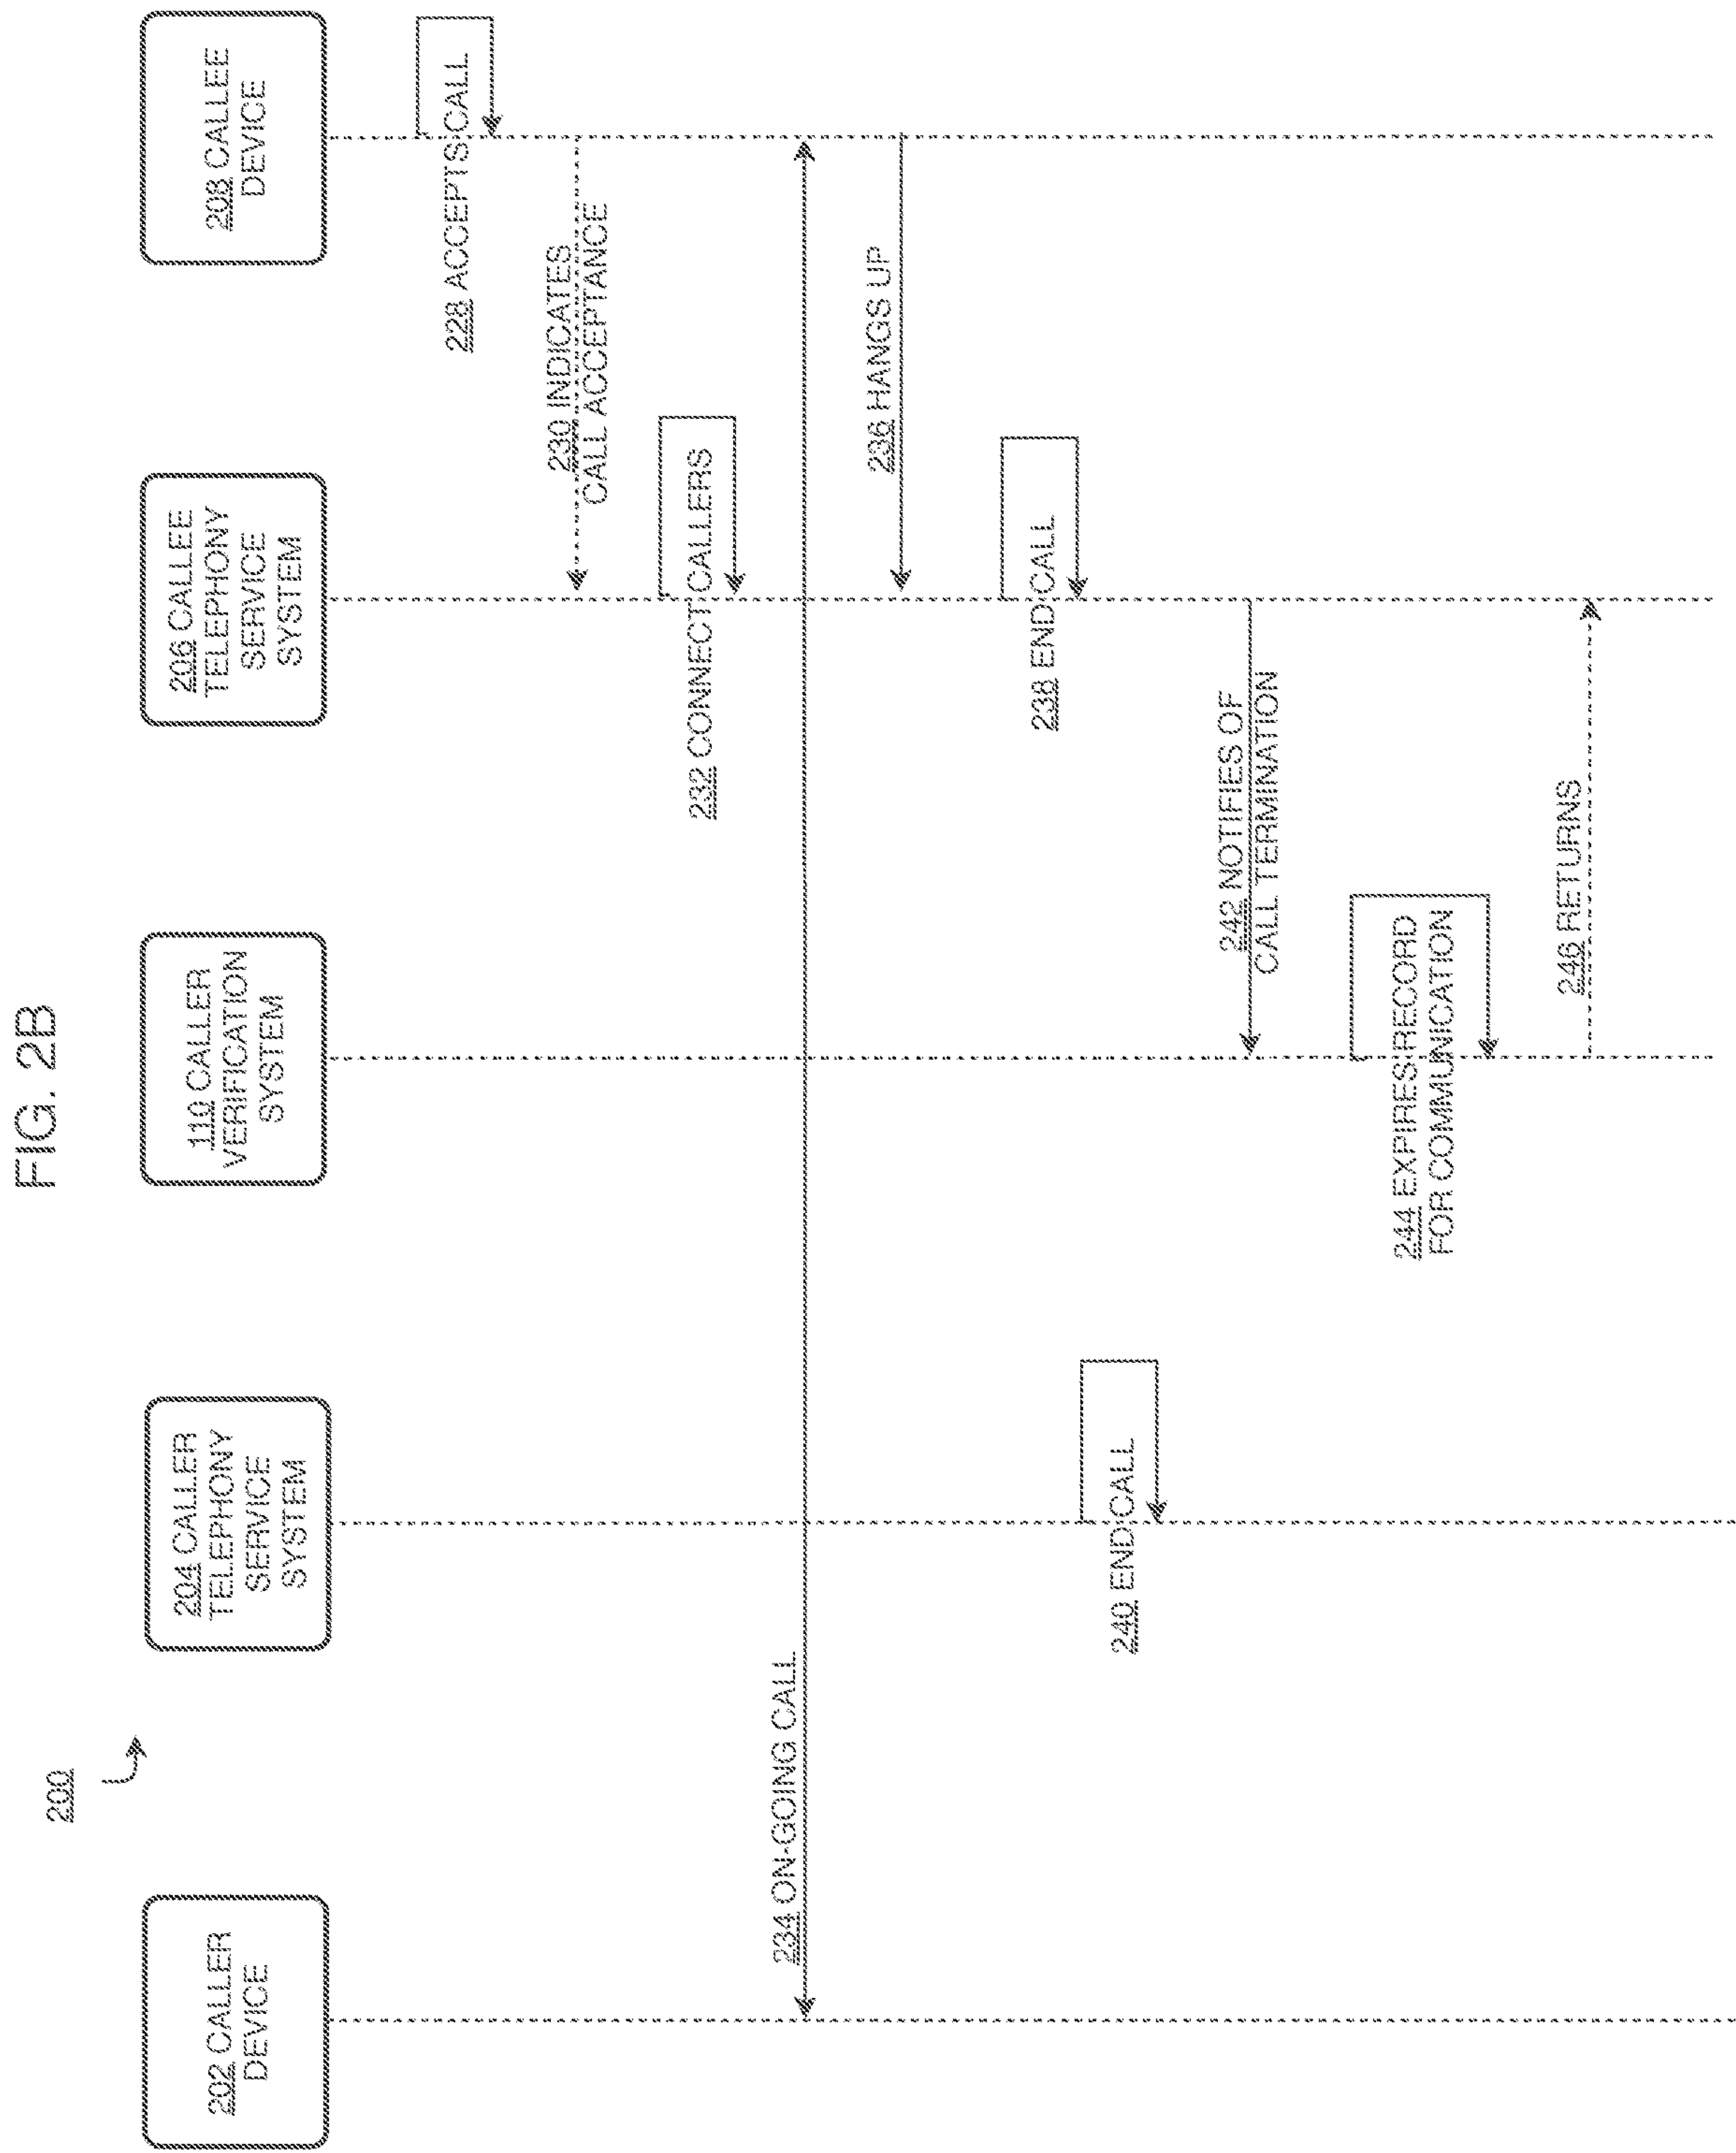 FIG. 2B
200
202 CALLER
DEVICE
204 CALLER
TELEPHONY
SERVICE
SYSTEM
110 CALLER
VERIFICATION
SYSTEM
206 CALLEE
TELEPHONY
SERVICE
SYSTEM
208 CALLEE
DEVICE
228 ACCEPTS CALL
230 INDICATES
CALL ACCEPTANCE
232 CONNECT CALLERS
234 ON-GOING CALL
236 HANGS UP
238 END CALL
240 END CALL
242 NOTIFIES OF
CALL TERMINATION
244 EXPIRES RECORD
FOR COMMUNICATION
246 RETURNS